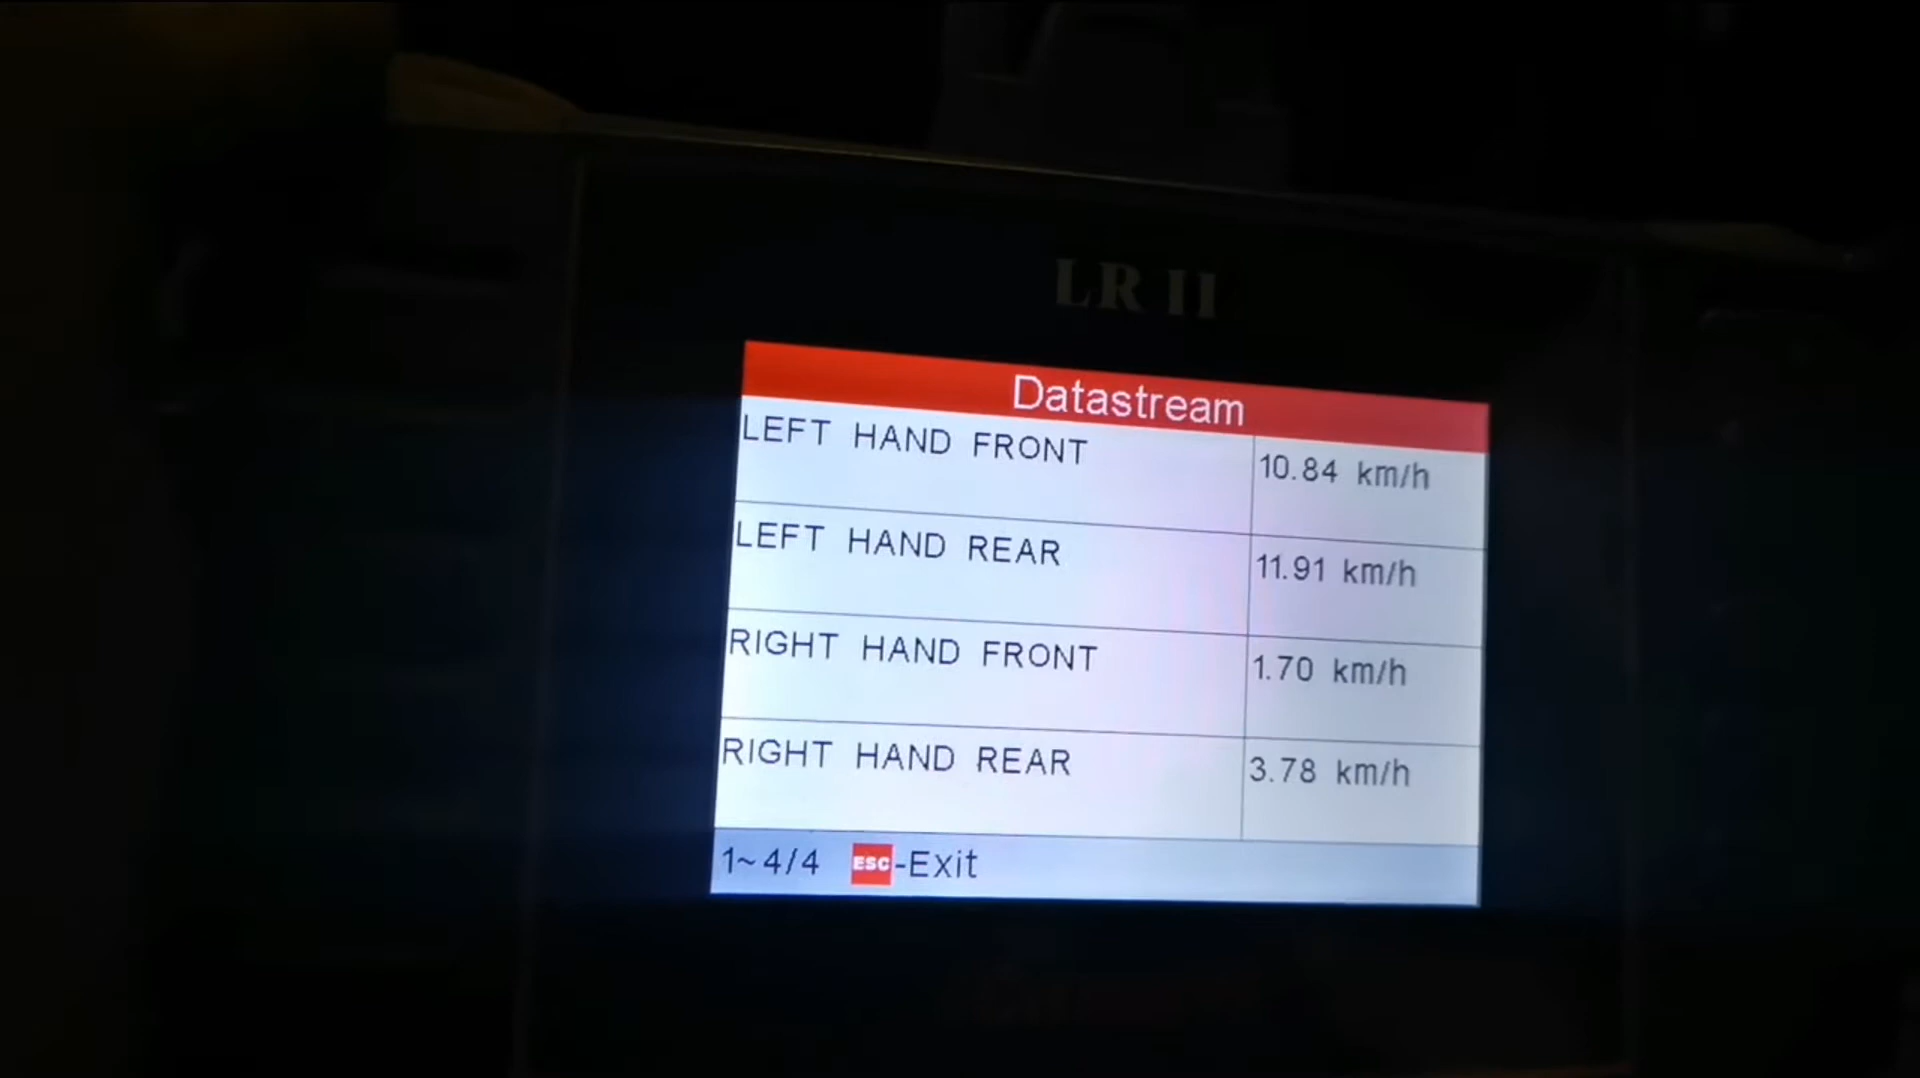 LR II
Datastream
LEFT HAND FRONT 10.84 km/h
LEFT HAND REAR 11.91 km/h
RIGHT HAND FRONT 1.70 km/h
RIGHT HAND REAR 3.78 km/h
1~4/4 ESC-Exit